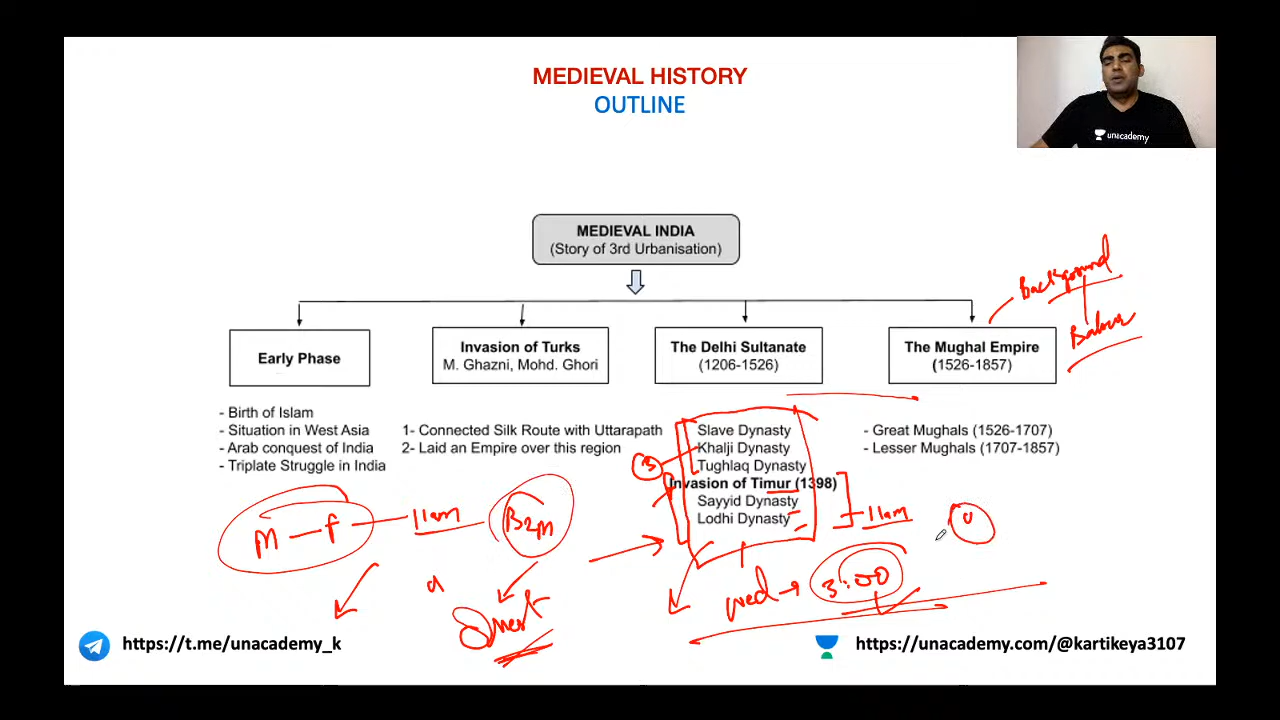 MEDIEVAL HISTORY
OUTLINE
unacademy
MEDIEVAL INDIA
(Story of 3rd Urbanisation)
Background
Babur
Early Phase
Invasion of Turks
M. Ghazni, Mohd. Ghori
The Delhi Sultanate
(1206-1526)
The Mughal Empire
(1526-1857)
- Birth of Islam
- Situation in West Asia
- Arab conquest of India
- Triplate Struggle in India
1- Connected Silk Route with Uttarapath
2- Laid an Empire over this region
Slave Dynasty
Khalji Dynasty
Tughlaq Dynasty
Invasion of Timur (1398)
Sayyid Dynasty
Lodhi Dynasty
- Great Mughals (1526-1707)
- Lesser Mughals (1707-1857)
3
M - F - 11am
11am
wed → 3:00
https://t.me/unacademy_k
https://unacademy.com/@kartikeya3107